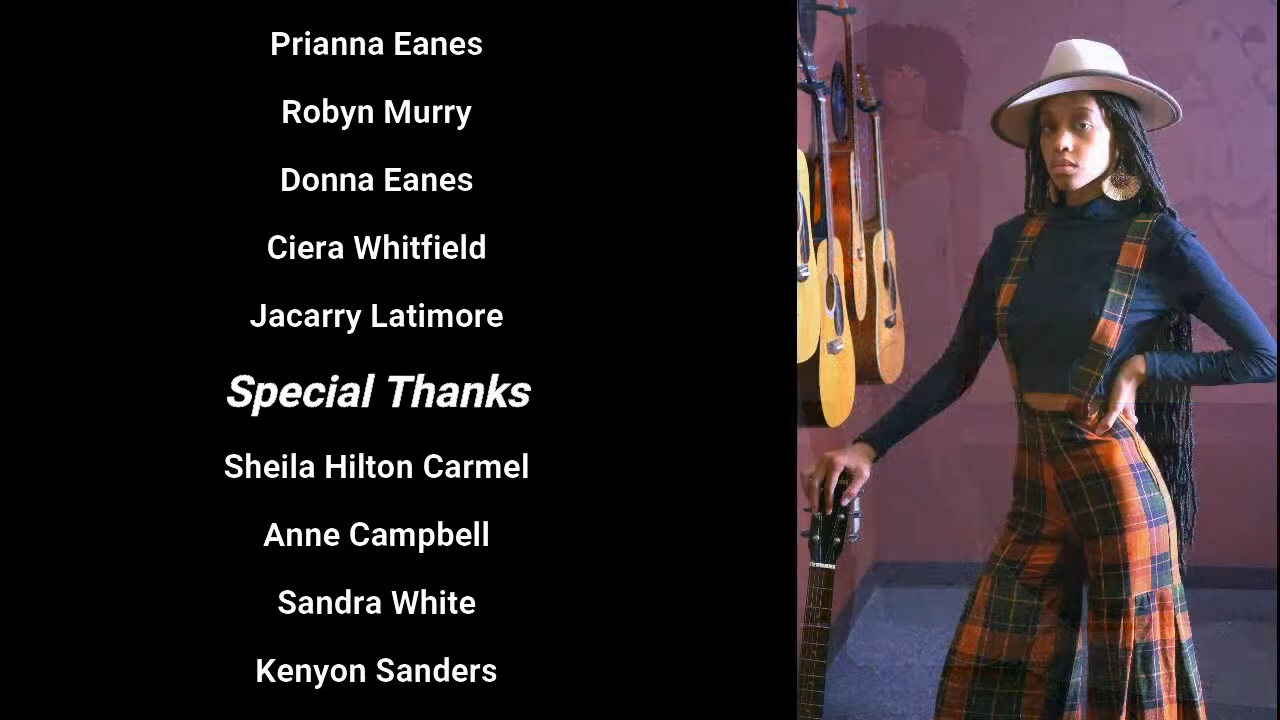 Prianna Eanes
Robyn Murry
Donna Eanes
Ciera Whitfield
Jacarry Latimore
Special Thanks
Sheila Hilton Carmel
Anne Campbell
Sandra White
Kenyon Sanders